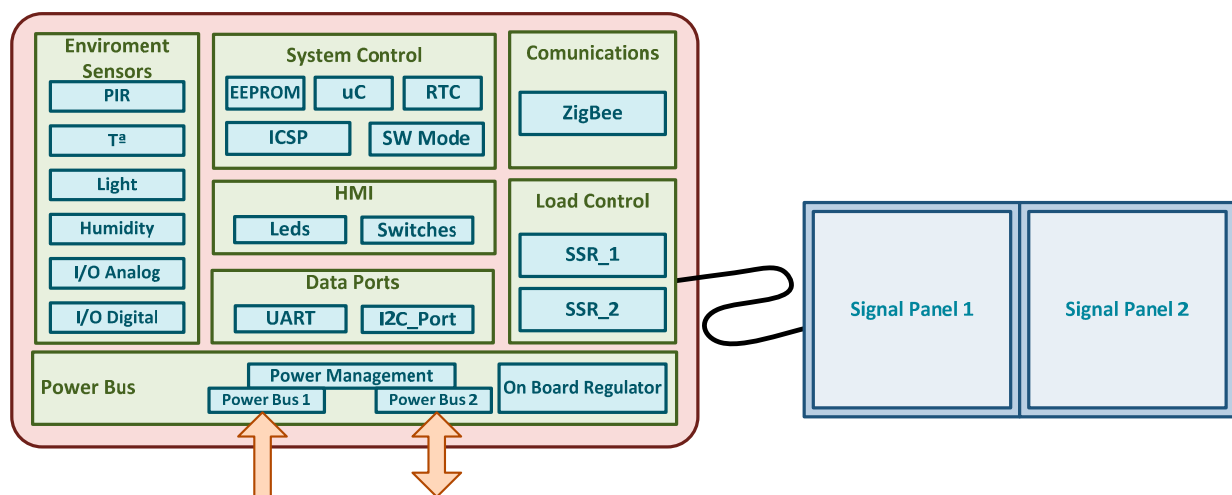 Enviroment
Sensors
PIR
Tª
Light
Humidity
I/O Analog
I/O Digital
System Control
EEPROM
uC
RTC
ICSP
SW Mode
HMI
Leds
Switches
Data Ports
UART
I2C_Port
Comunications
ZigBee
Load Control
SSR_1
SSR_2
Power Bus
Power Management
Power Bus 1
Power Bus 2
On Board Regulator
Signal Panel 1
Signal Panel 2